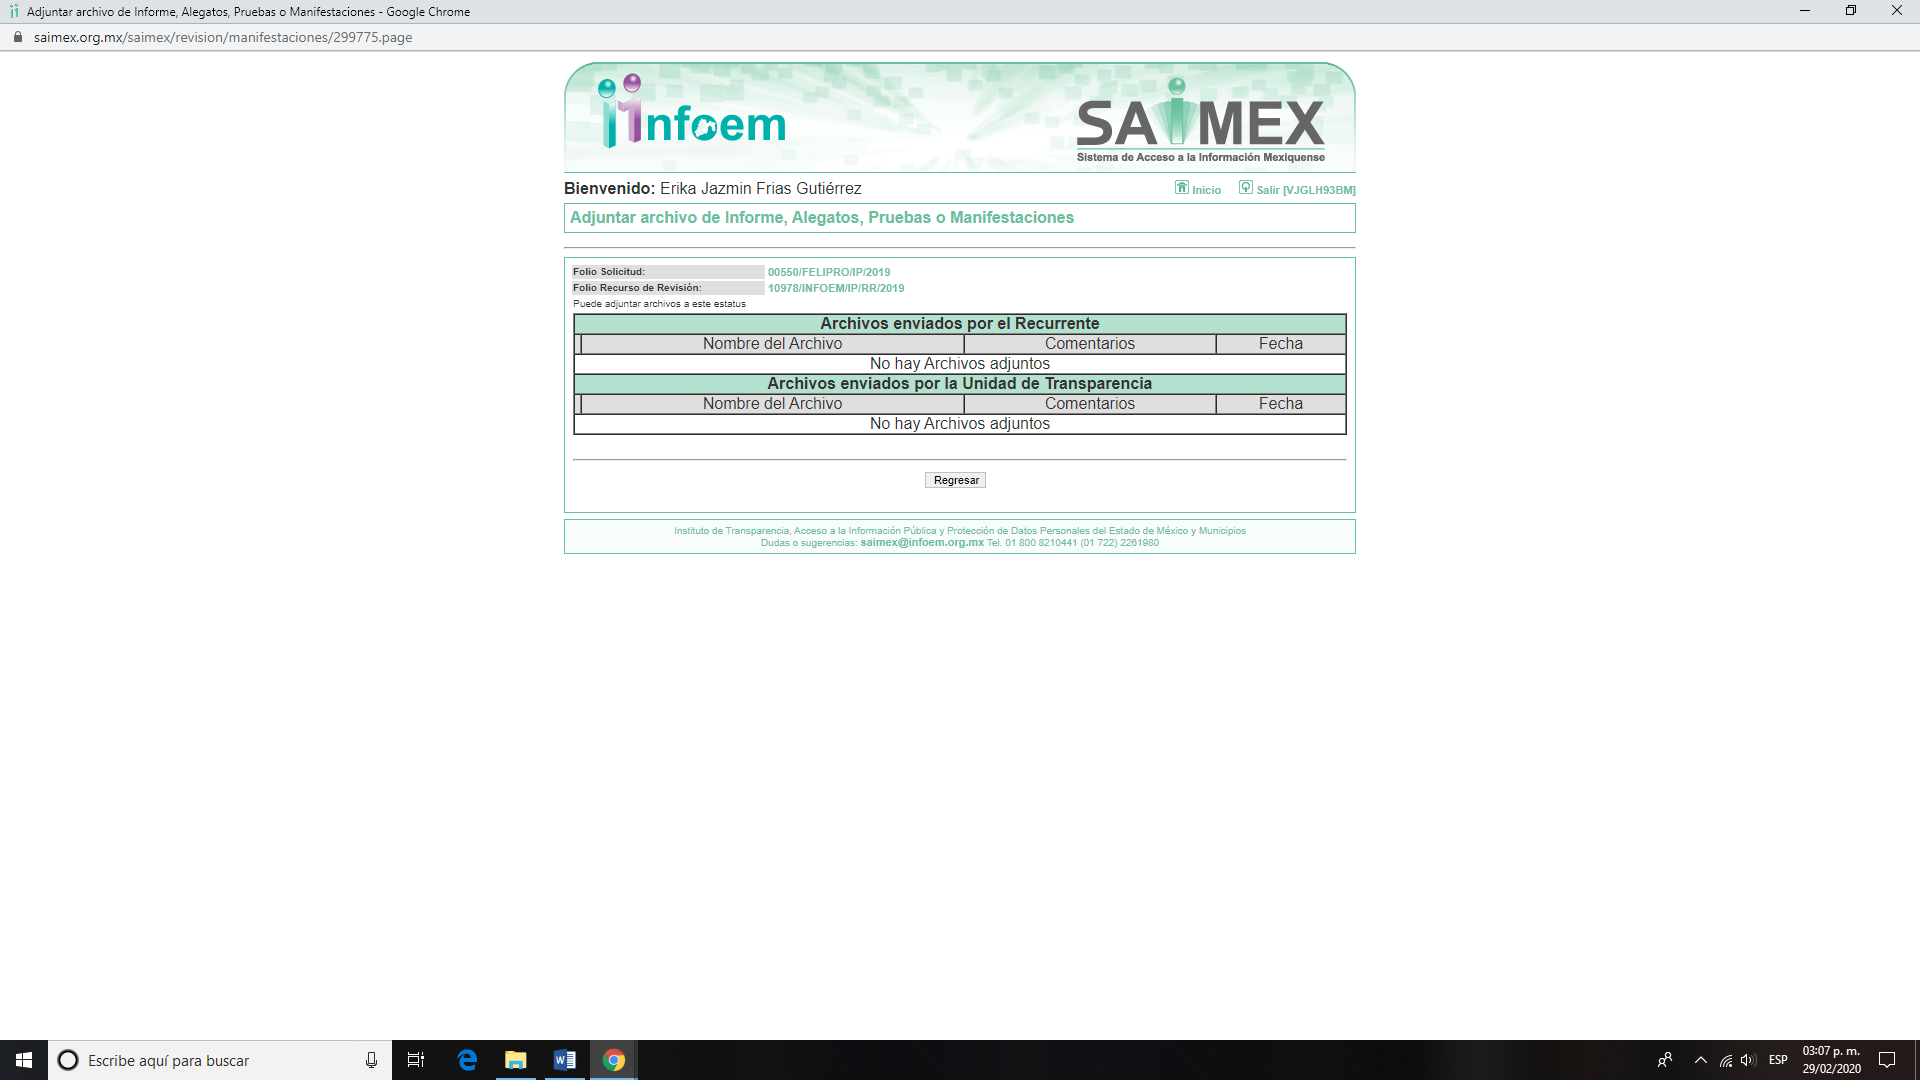 Adjuntar archivo de Informe, Alegatos, Pruebas o Manifestaciones - Google Chrome
saimex.org.mx/saimex/revision/manifestaciones/299775.page
infoem
SAIMEX
Sistema de Acceso a la Información Mexiquense
Bienvenido: Erika Jazmin Frias Gutiérrez
Inicio Salir [VJGLH93BM]
Adjuntar archivo de Informe, Alegatos, Pruebas o Manifestaciones
Folio Solicitud: 00550/FELIPRO/IP/2019
Folio Recurso de Revisión: 10978/INFOEM/IP/RR/2019
Puede adjuntar archivos a este estatus
Archivos enviados por el Recurrente
Nombre del Archivo Comentarios Fecha
No hay Archivos adjuntos
Archivos enviados por la Unidad de Transparencia
Nombre del Archivo Comentarios Fecha
No hay Archivos adjuntos
Regresar
Instituto de Transparencia, Acceso a la Información Pública y Protección de Datos Personales del Estado de México y Municipios
Dudas o sugerencias: saimex@infoem.org.mx Tel. 01 800 8210441 (01 722) 2261980
Escribe aquí para buscar
ESP
03:07 p. m.
29/02/2020